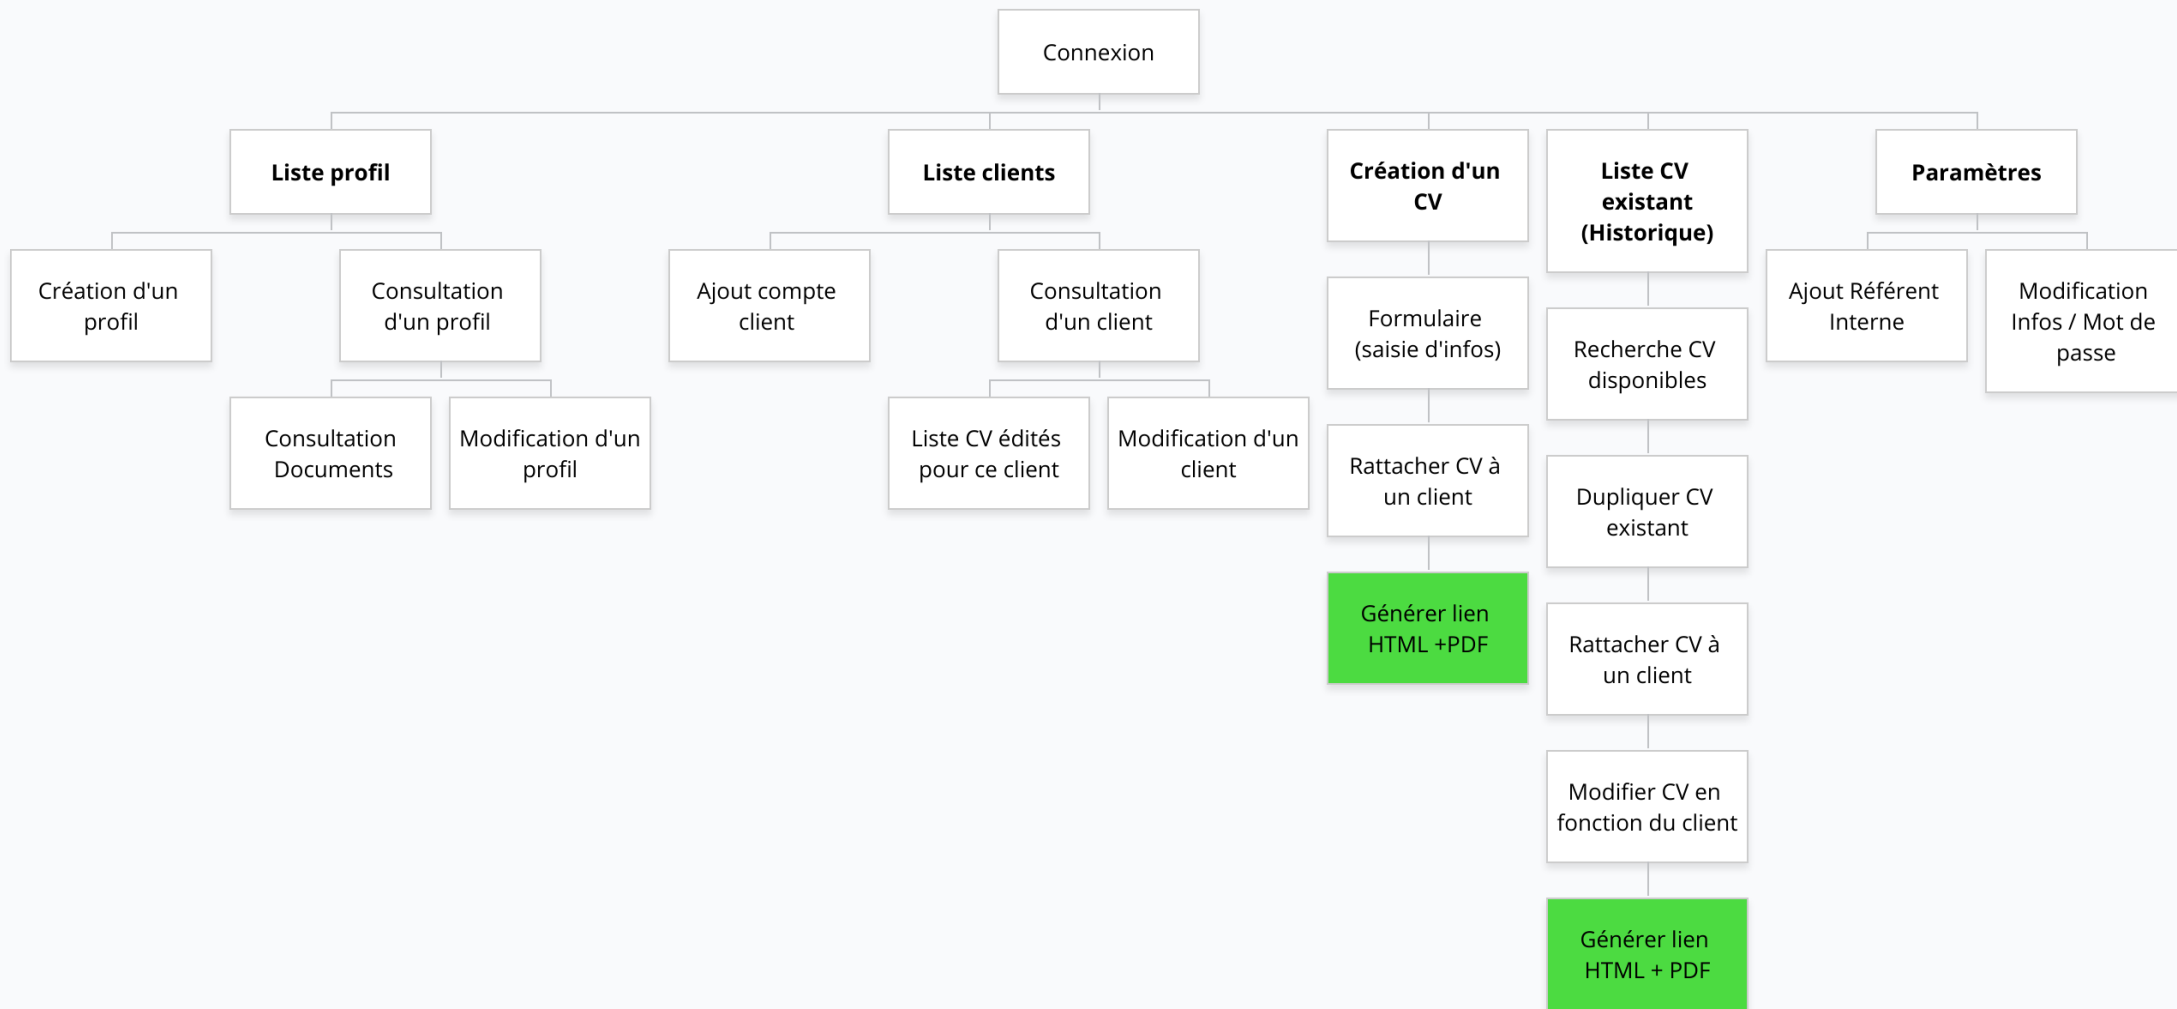 Connexion
Liste profil
Liste clients
Création d'un
CV
Liste CV
existant
(Historique)
Paramètres
Création d'un
profil
Consultation
d'un profil
Ajout compte
client
Consultation
d'un client
Formulaire
(saisie d'infos)
Recherche CV
disponibles
Ajout Référent
Interne
Modification
Infos / Mot de
passe
Consultation
Documents
Modification d'un
profil
Liste CV édités
pour ce client
Modification d'un
client
Rattacher CV à
un client
Dupliquer CV
existant
Générer lien
HTML +PDF
Rattacher CV à
un client
Modifier CV en
fonction du client
Générer lien
HTML + PDF